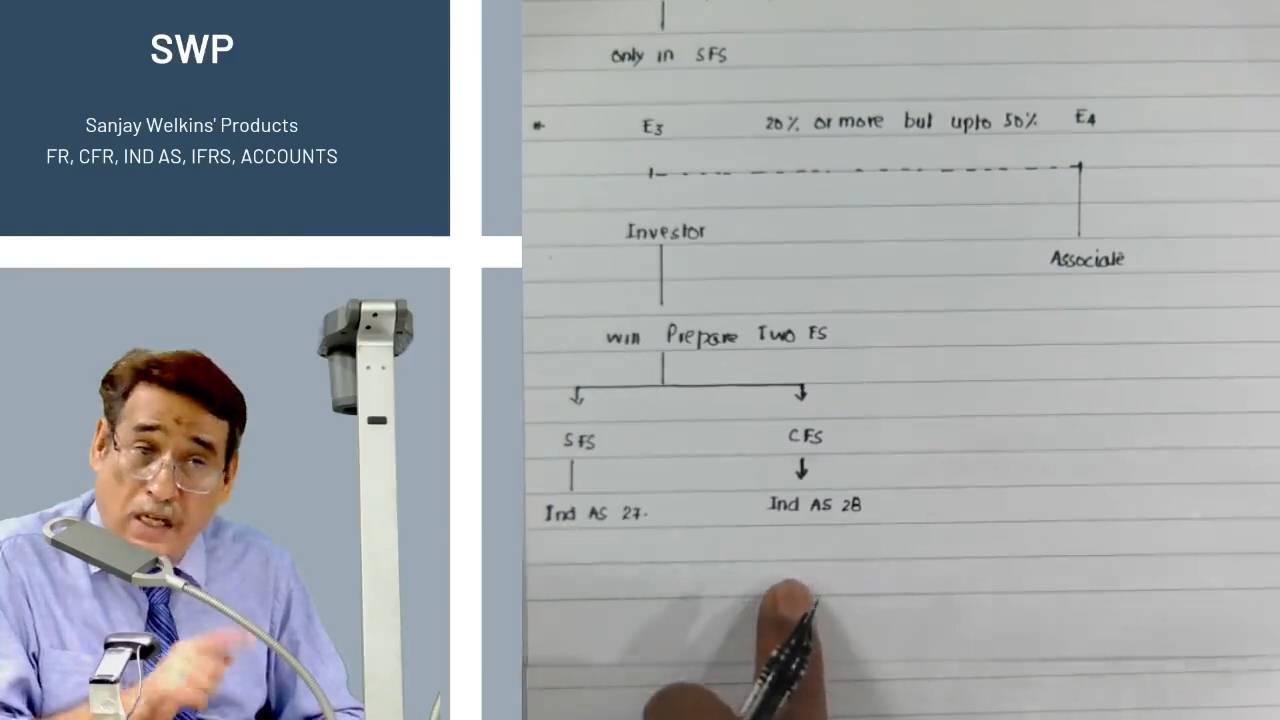 SWP
Sanjay Welkins' Products
FR, CFR, IND AS, IFRS, ACCOUNTS
only in SFS
* E3 20% or more but upto 50% E4
Investor
Associate
will Prepare Two FS
SFS CFS
Ind AS 27. Ind AS 28